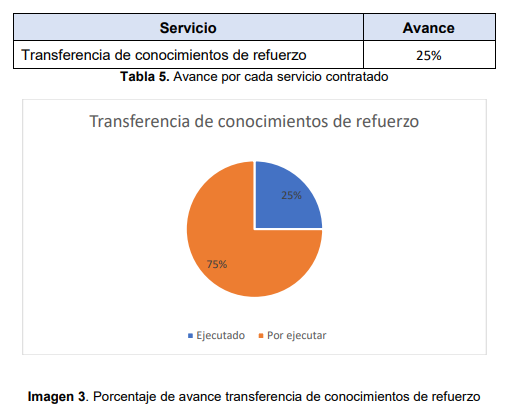 Servicio Avance
Transferencia de conocimientos de refuerzo 25%
Tabla 5. Avance por cada servicio contratado
Transferencia de conocimientos de refuerzo
25%
75%
Ejecutado Por ejecutar
Imagen 3. Porcentaje de avance transferencia de conocimientos de refuerzo